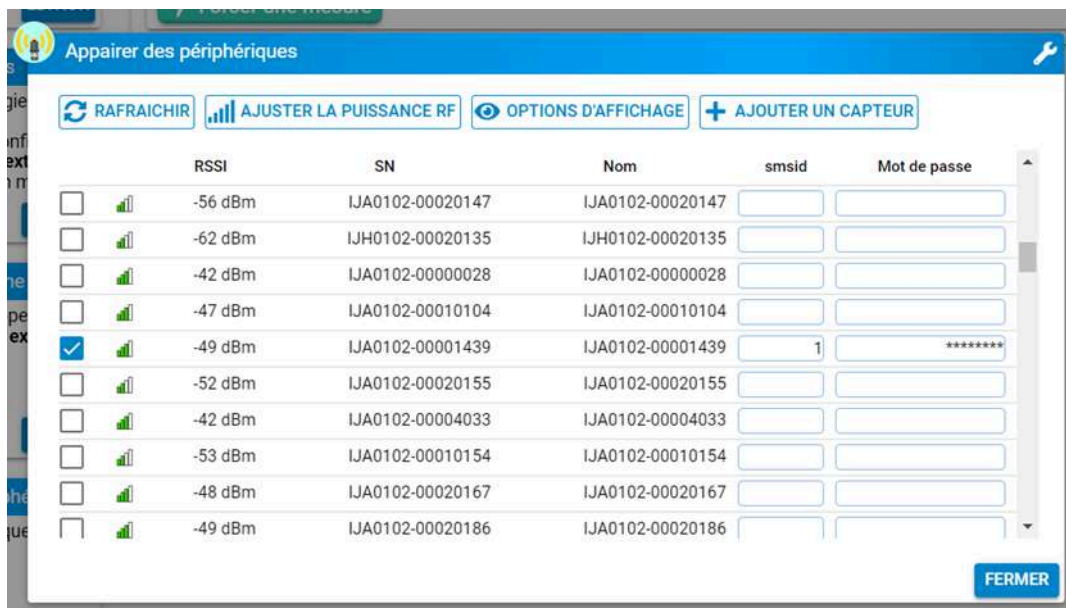 Appairer des périphériques
RAFRAICHIR AJUSTER LA PUISSANCE RF OPTIONS D'AFFICHAGE AJOUTER UN CAPTEUR
RSSI SN Nom smsid Mot de passe
-56 dBm IJA0102-00020147 IJA0102-00020147
-62 dBm IJH0102-00020135 IJH0102-00020135
-42 dBm IJA0102-00000028 IJA0102-00000028
-47 dBm IJA0102-00010104 IJA0102-00010104
-49 dBm IJA0102-00001439 IJA0102-00001439 1 ********
-52 dBm IJA0102-00020155 IJA0102-00020155
-42 dBm IJA0102-00004033 IJA0102-00004033
-53 dBm IJA0102-00010154 IJA0102-00010154
-48 dBm IJA0102-00020167 IJA0102-00020167
-49 dBm IJA0102-00020186 IJA0102-00020186
FERMER